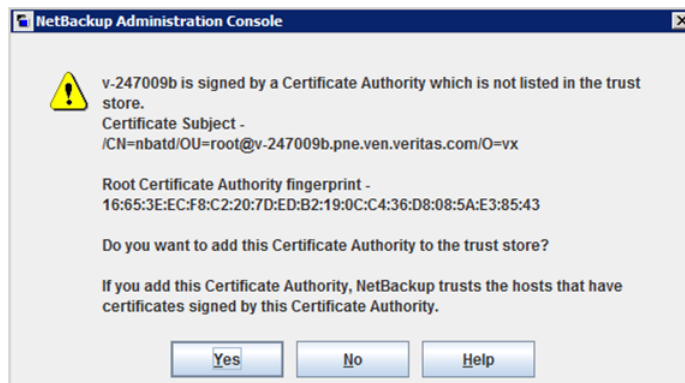 NetBackup Administration Console
v-247009b is signed by a Certificate Authority which is not listed in the trust
store.
Certificate Subject -
/CN=nbatd/OU=root@v-247009b.pne.ven.veritas.com/O=vx
Root Certificate Authority fingerprint -
16:65:3E:EC:F8:C2:20:7D:ED:B2:19:0C:C4:36:D8:08:5A:E3:85:43
Do you want to add this Certificate Authority to the trust store?
If you add this Certificate Authority, NetBackup trusts the hosts that have
certificates signed by this Certificate Authority.
Yes No Help